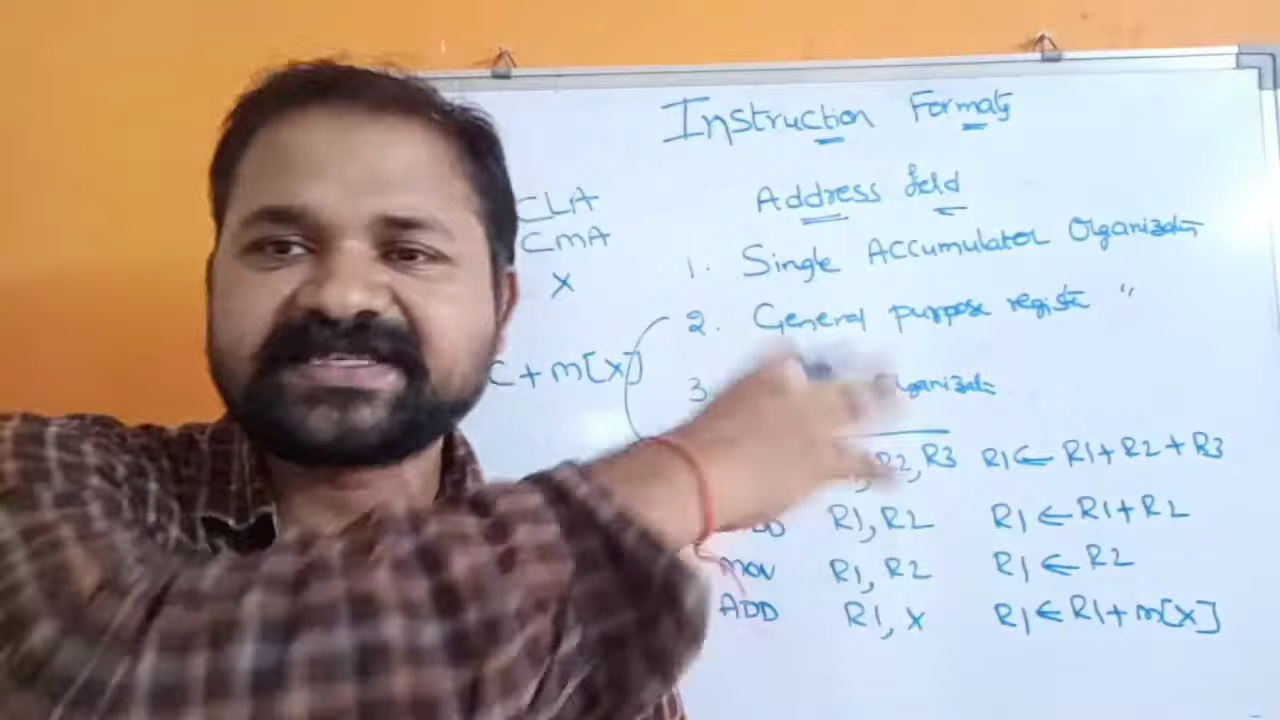 Instruction Formats
Address field
CLA
CMA
X
1. Single Accumulator Organization
2. General purpose register "
C + m[X]
3. Organizatin
R2, R3 R1 ← R1 + R2 + R3
R1, R2 R1 ← R1 + R2
MOV R1, R2 R1 ← R2
ADD R1, X R1 ← R1 + m[X]